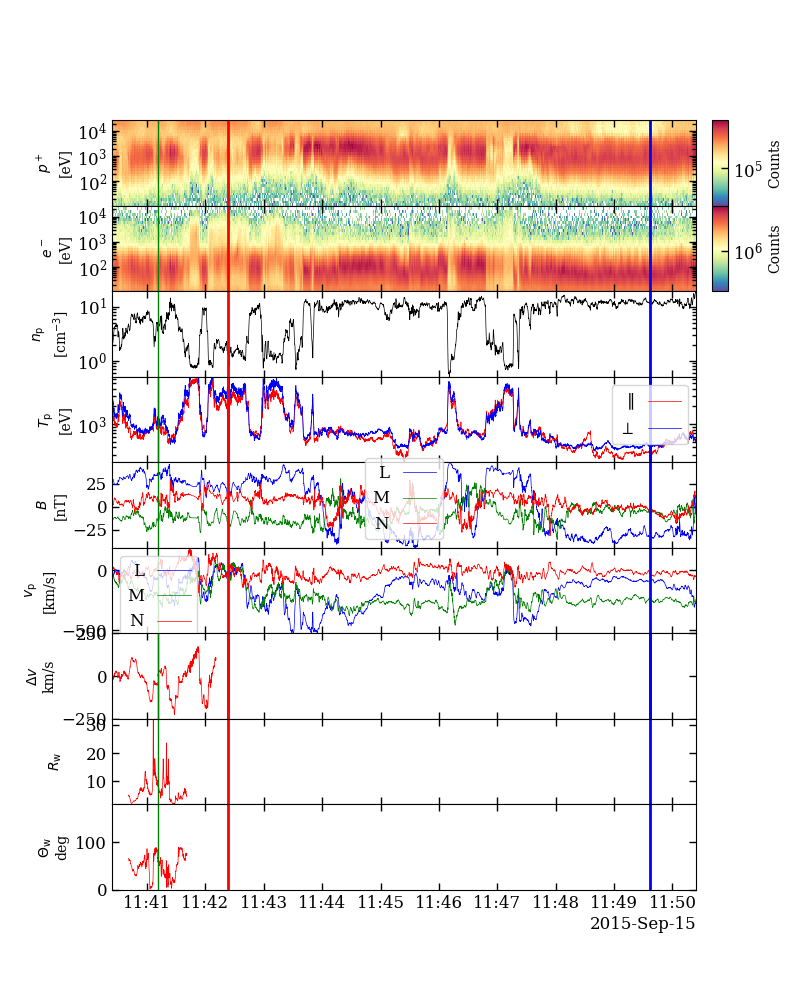 10⁴
10³
10²
p⁺
[eV]
10⁵
Counts
10⁴
10³
10²
e⁻
[eV]
10⁶
Counts
10¹
10⁰
nₚ
[cm⁻³]
10³
Tₚ
[eV]
∥
⊥
25
0
−25
B
[nT]
L
M
N
0
−500
vₚ
[km/s]
L
M
N
250
0
−250
Δv
km/s
30
20
10
R_w
100
0
Θ_w
deg
11:41 11:42 11:43 11:44 11:45 11:46 11:47 11:48 11:49 11:50
2015-Sep-15